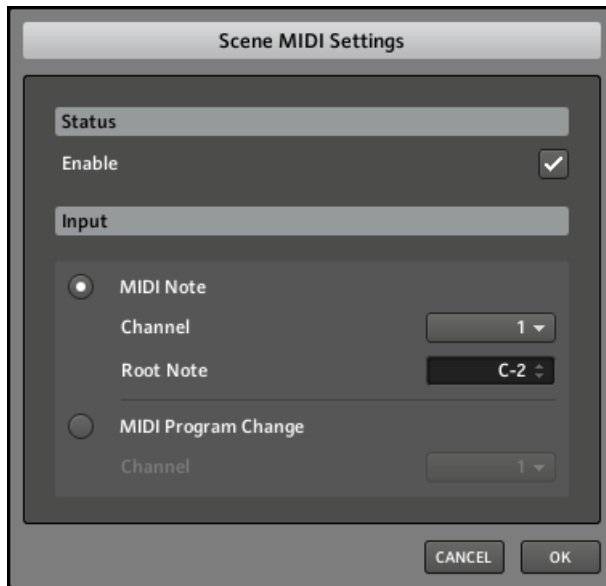 Scene MIDI Settings
Status
Enable
Input
MIDI Note
Channel 1
Root Note C-2
MIDI Program Change
Channel 1
CANCEL OK